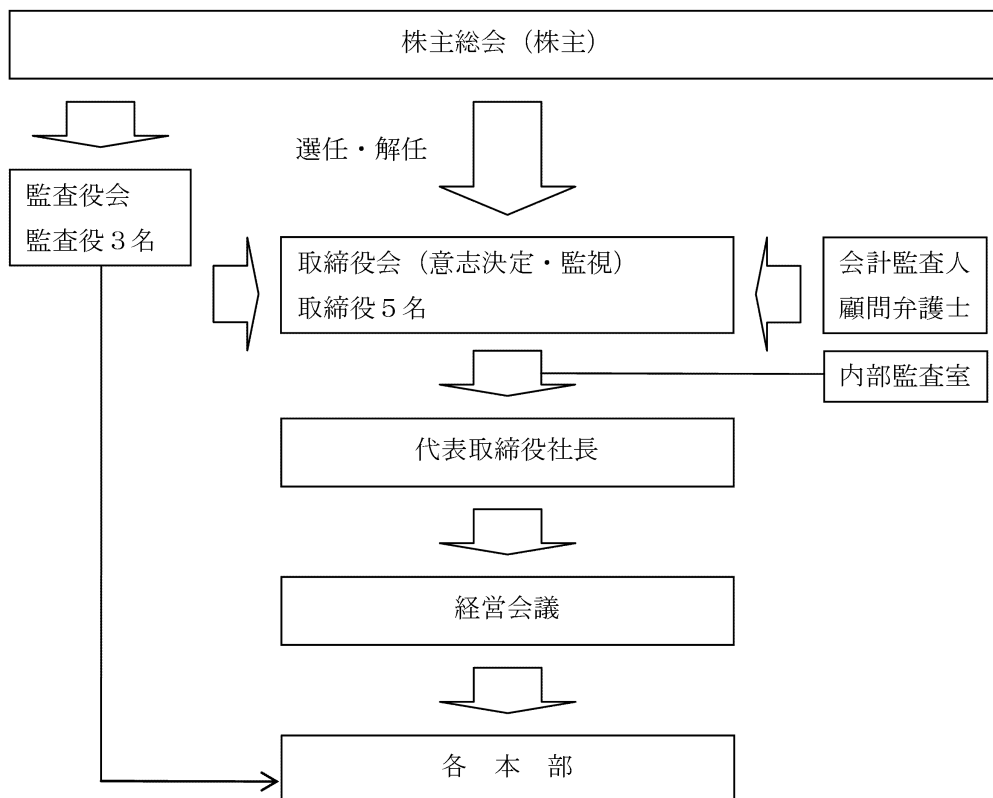 株主総会（株主）
選任・解任
監査役会
監査役３名
取締役会（意志決定・監視）
取締役５名
会計監査人
顧問弁護士
内部監査室
代表取締役社長
経営会議
各　本　部